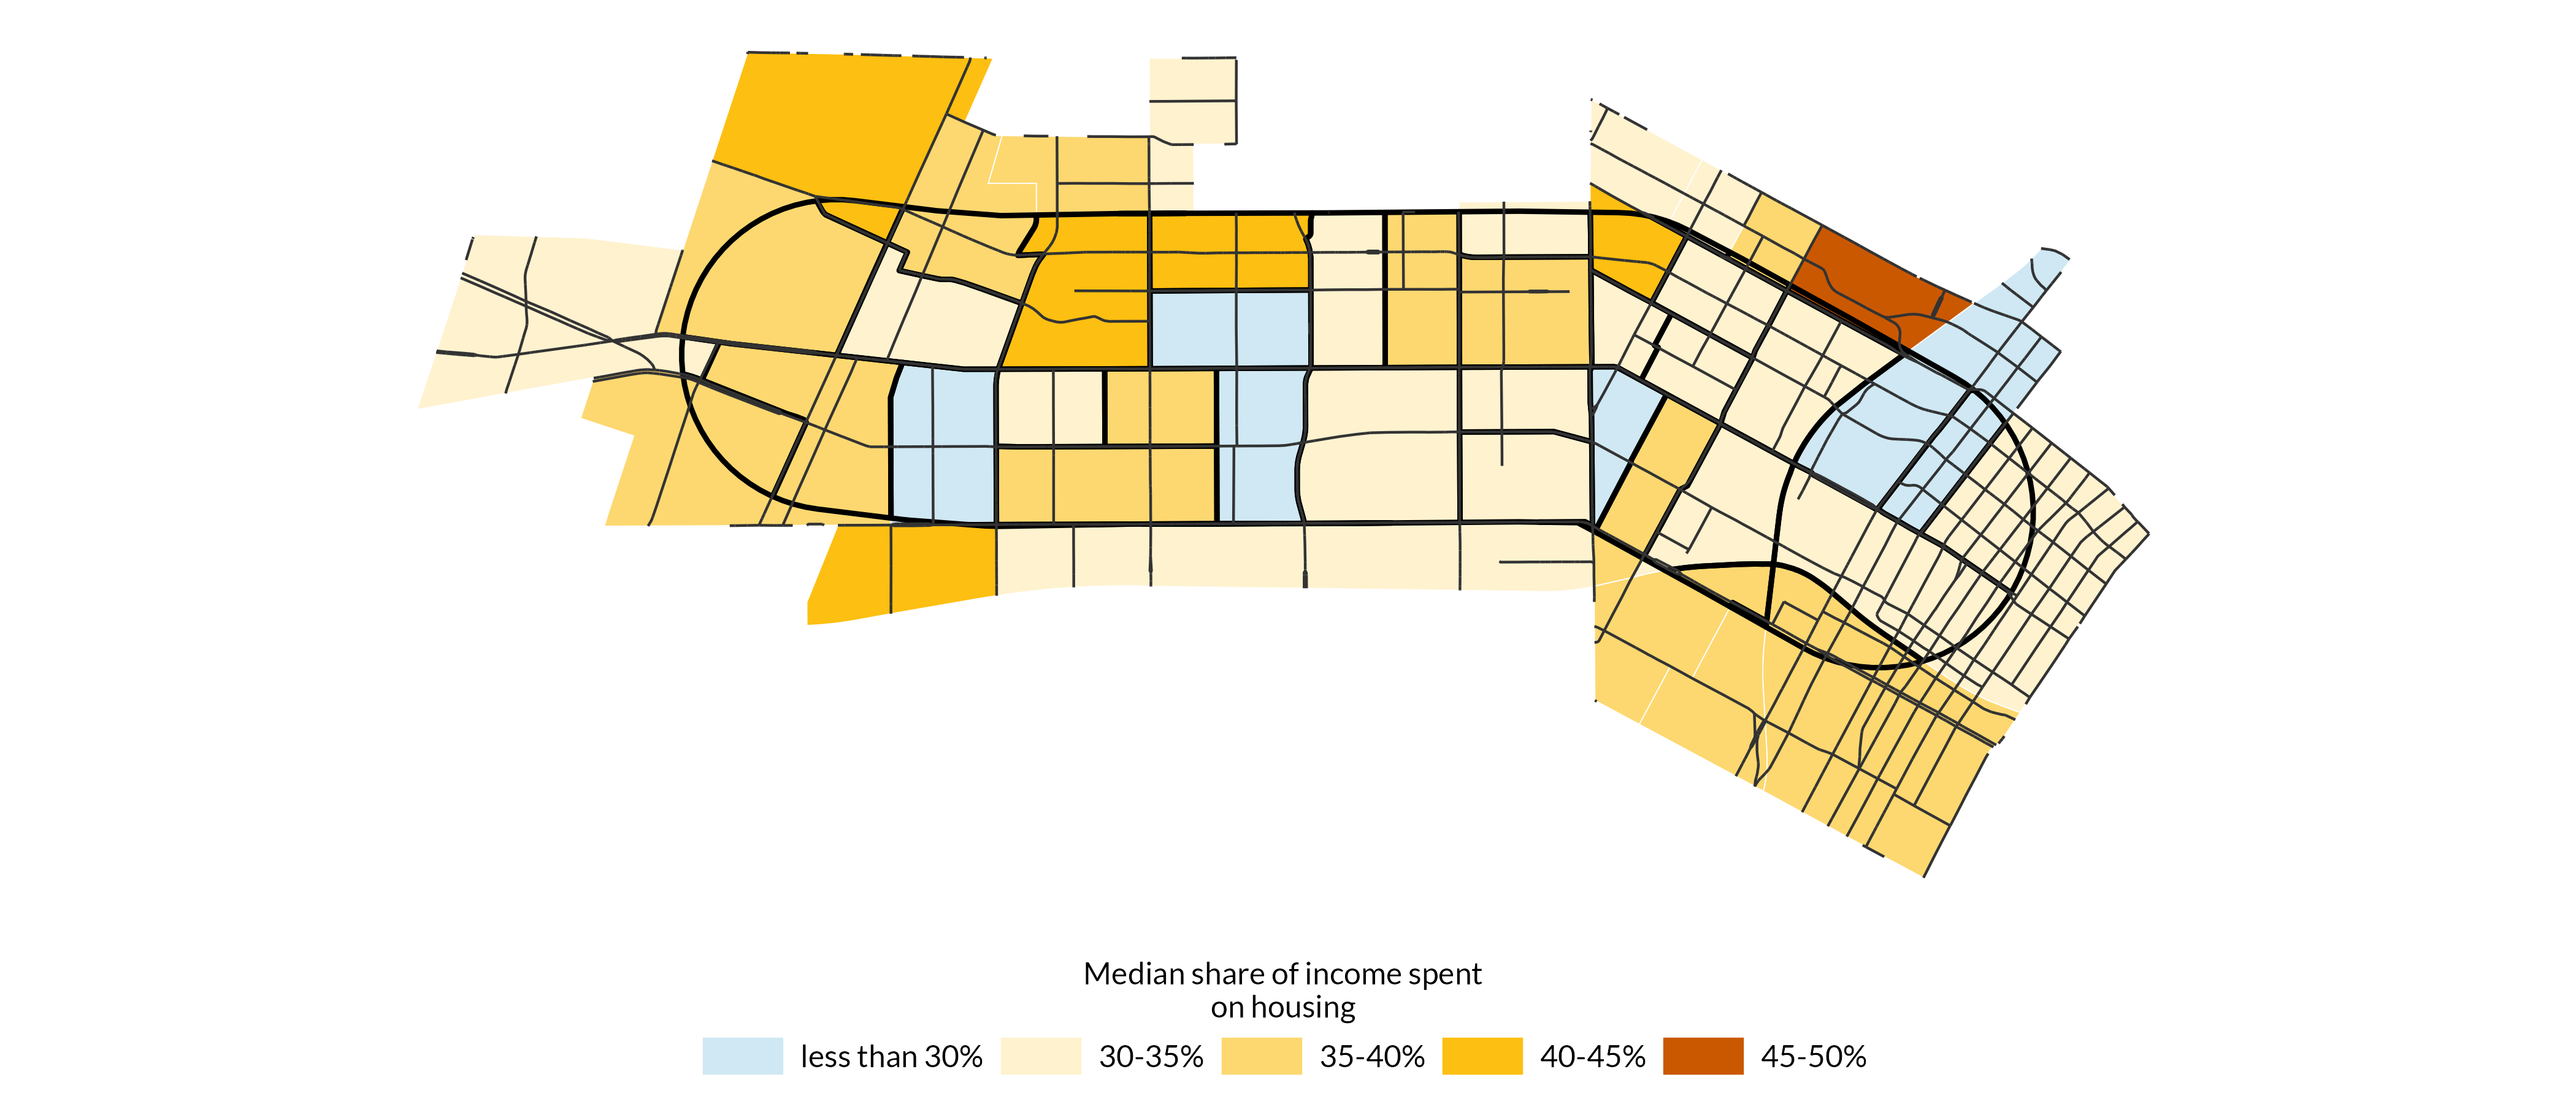 Median share of income spent
on housing
less than 30% 30-35% 35-40% 40-45% 45-50%